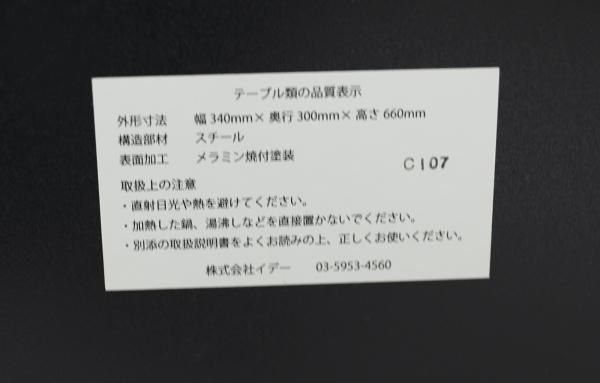 テーブル類の品質表示
外形寸法 幅 340mm× 奥行 300mm× 高さ 660mm
構造部材 スチール
表面加工 メラミン焼付塗装
C107
取扱上の注意
・直射日光や熱を避けてください。
・加熱した鍋、湯沸しなどを直接置かないでください。
・別添の取扱説明書をよくお読みの上、正しくお使いください。
株式会社イデー 03-5953-4560